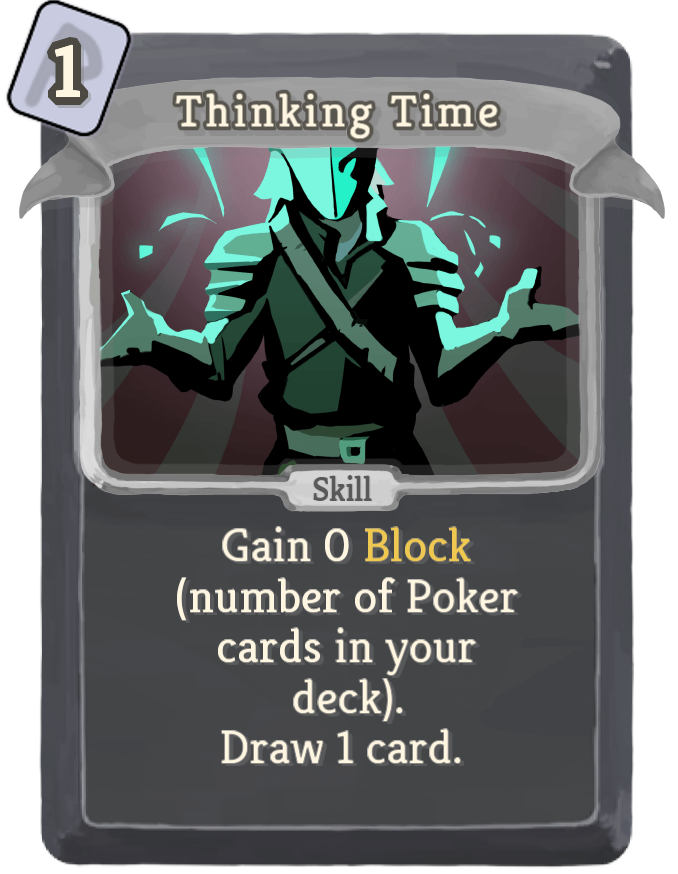 1
Thinking Time
Skill
Gain 0 Block
(number of Poker
cards in your
deck).
Draw 1 card.